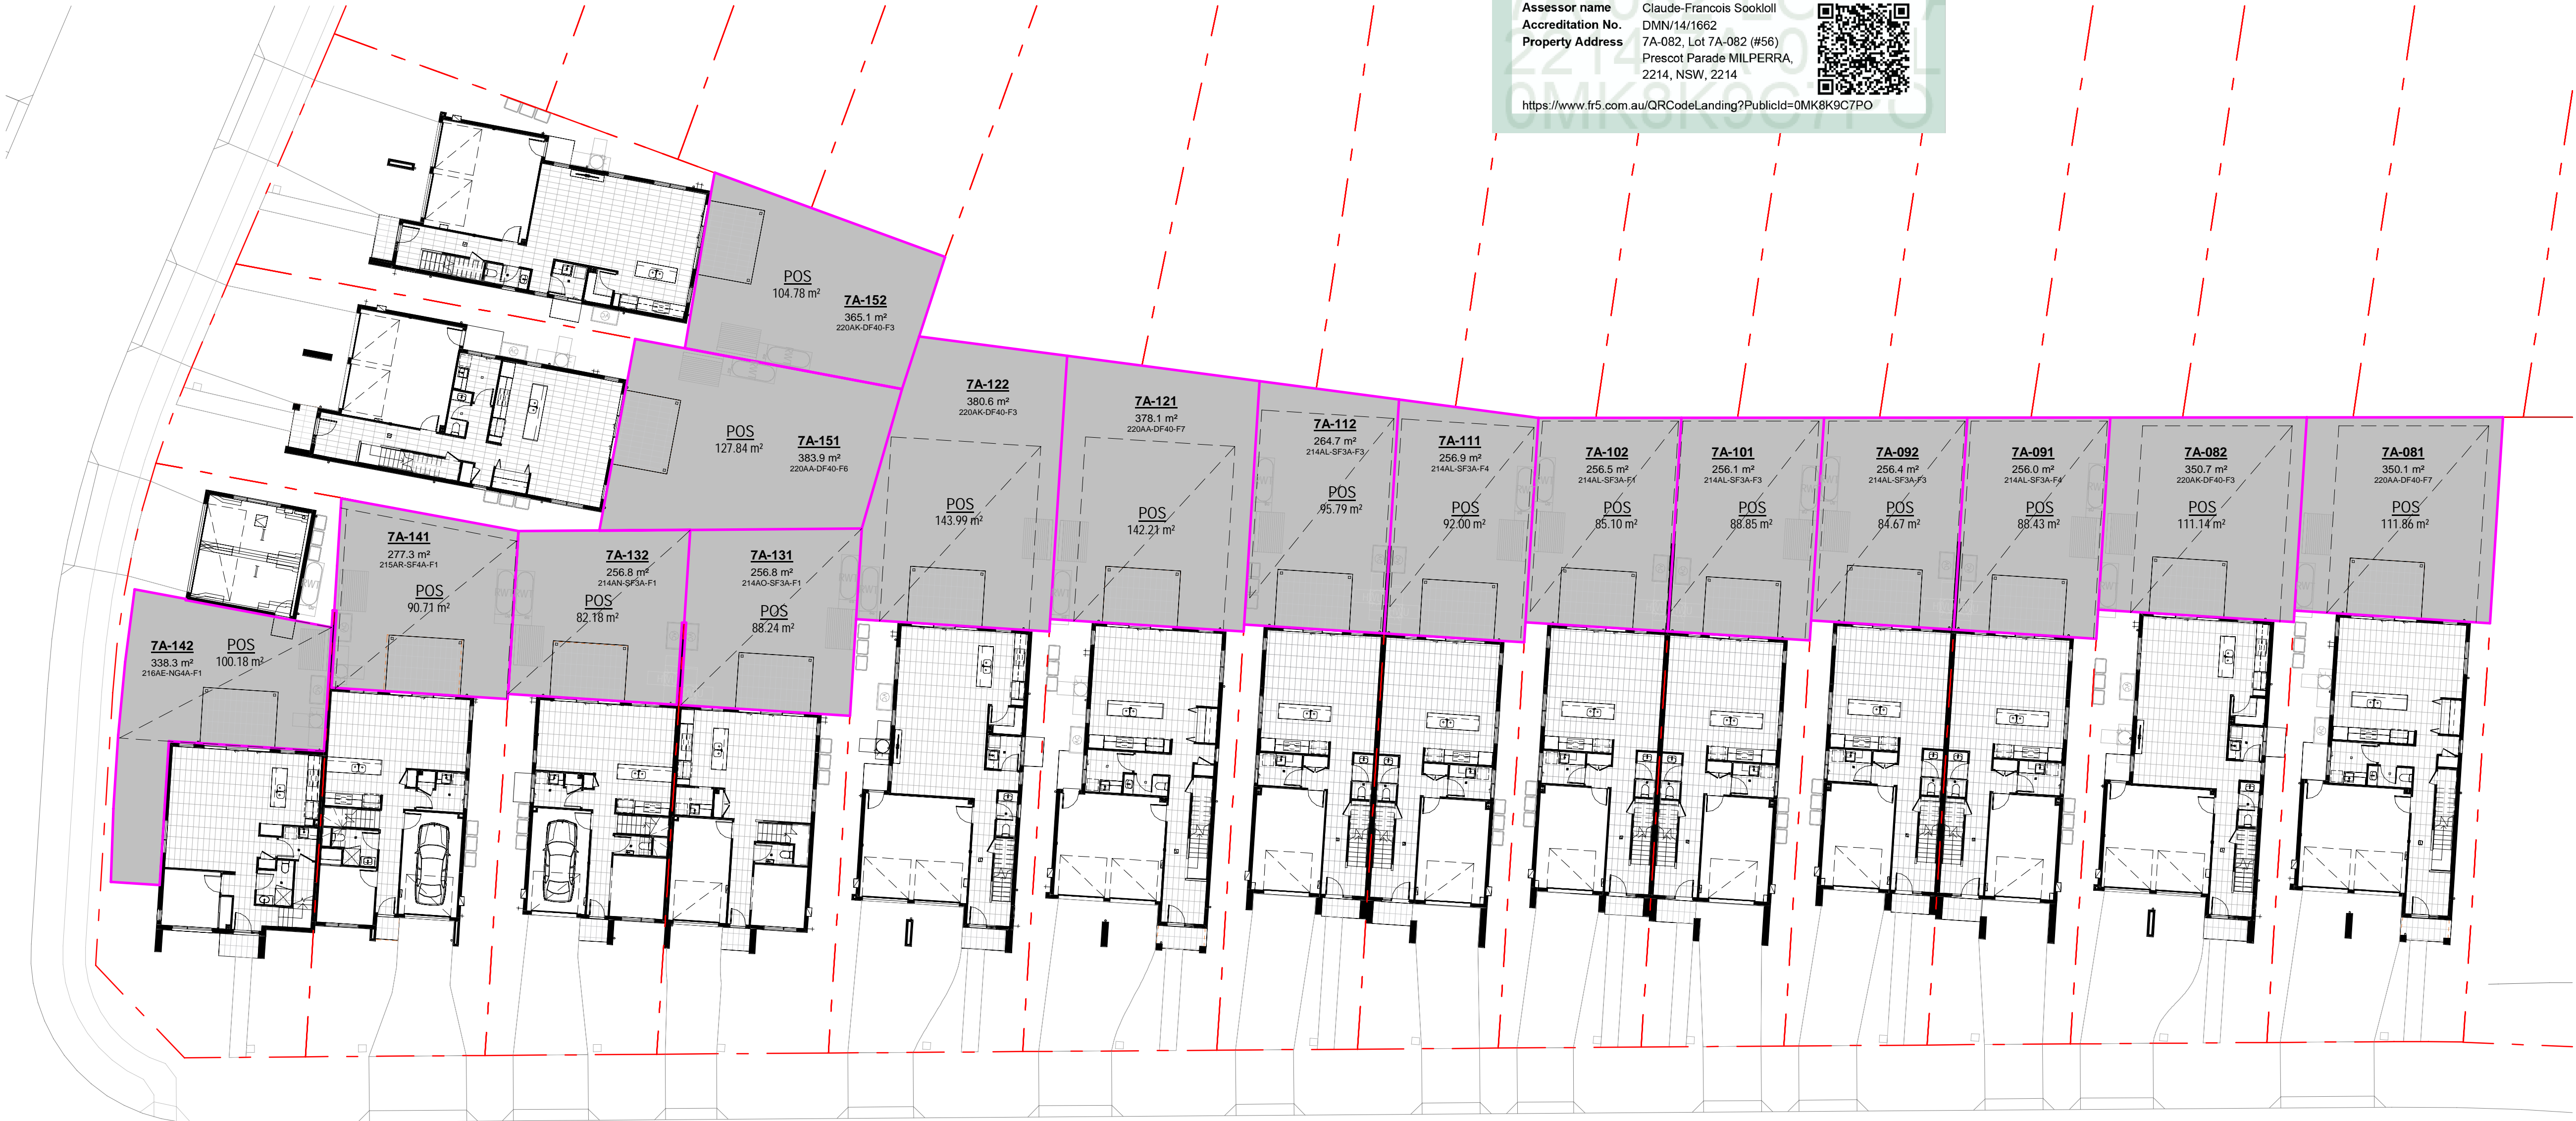 Assessor name Claude-Francois Sookloll
Accreditation No. DMN/14/1662
Property Address 7A-082, Lot 7A-082 (#56)
Prescot Parade MILPERRA,
2214, NSW, 2214
https://www.fr5.com.au/QRCodeLanding?PublicId=0MK8K9C7PO
0MK8K9C7PO
POS
104.78 m²
7A-152
365.1 m²
220AK-DF40-F3
POS
127.84 m²
7A-151
383.9 m²
220AA-DF40-F6
7A-122
380.6 m²
220AK-DF40-F3
POS
143.99 m²
7A-121
378.1 m²
220AA-DF40-F7
POS
142.21 m²
7A-112
264.7 m²
214AL-SF3A-F3
POS
95.79 m²
7A-111
256.9 m²
214AL-SF3A-F4
POS
92.00 m²
7A-102
256.5 m²
214AL-SF3A-F1
POS
85.10 m²
7A-101
256.1 m²
214AL-SF3A-F3
POS
88.85 m²
7A-092
256.4 m²
214AL-SF3A-F3
POS
84.67 m²
7A-091
256.0 m²
214AL-SF3A-F4
POS
88.43 m²
7A-082
350.7 m²
220AK-DF40-F3
POS
111.14 m²
7A-081
350.1 m²
220AA-DF40-F7
POS
111.86 m²
7A-141
277.3 m²
215AR-SF4A-F1
POS
90.71 m²
7A-132
256.8 m²
214AN-SF3A-F1
POS
82.18 m²
7A-131
256.8 m²
214AO-SF3A-F1
POS
88.24 m²
7A-142
338.3 m²
216AE-NG4A-F1
POS
100.18 m²